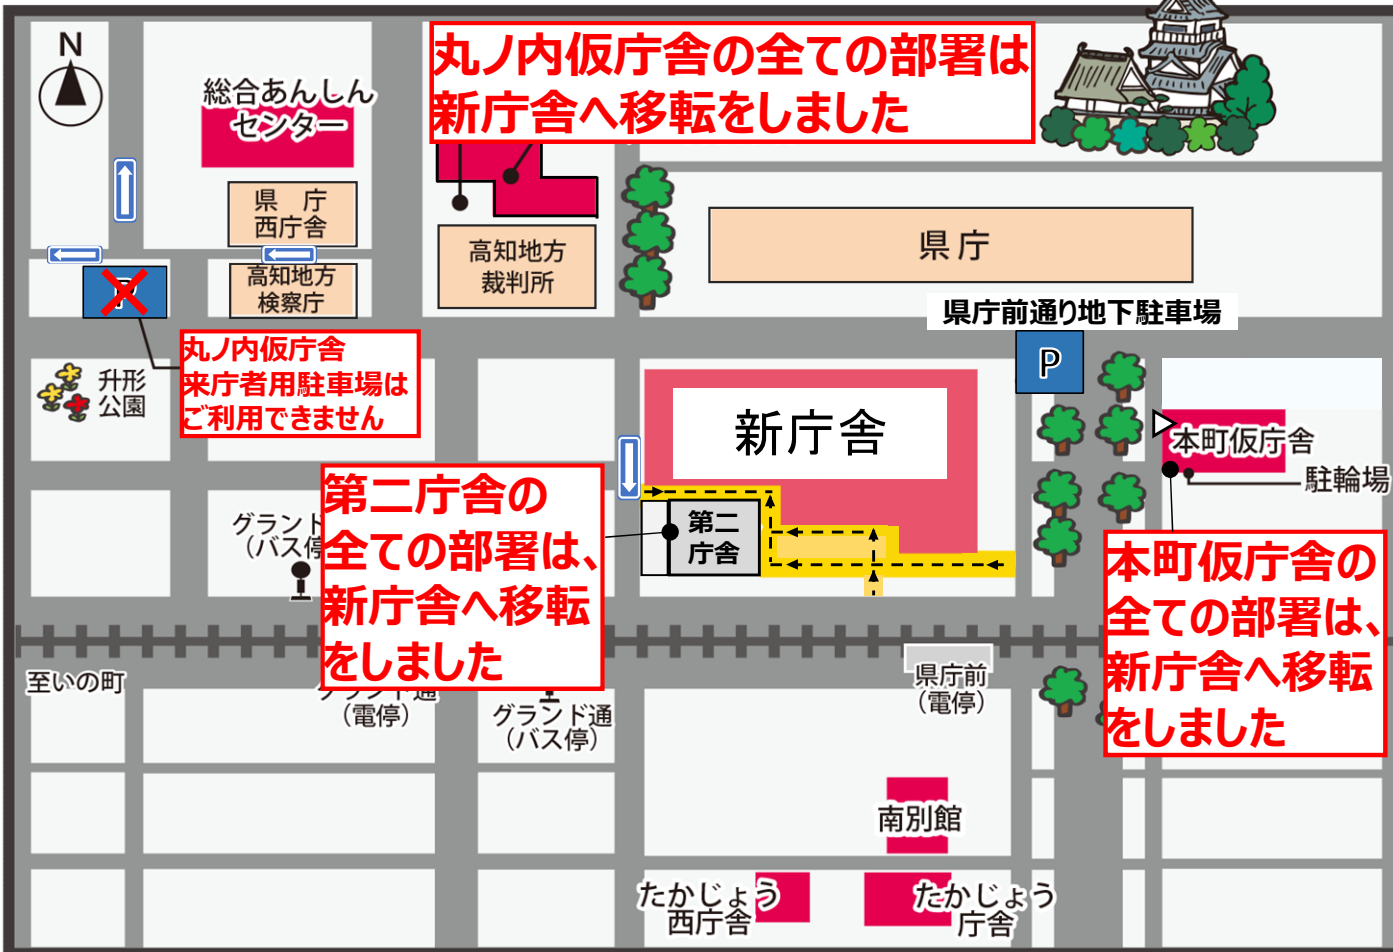 N
総合あんしん
センター
丸ノ内仮庁舎の全ての部署は
新庁舎へ移転をしました
県 庁
西庁舎
高知地方
検察庁
高知地方
裁判所
県庁
県庁前通り地下駐車場
P
P
丸ノ内仮庁舎
来庁者用駐車場は
ご利用できません
升形
公園
新庁舎
本町仮庁舎
駐輪場
第二庁舎の
全ての部署は、
新庁舎へ移転
をしました
第二
庁舎
グランド
（バス停
本町仮庁舎の
全ての部署は、
新庁舎へ移転
をしました
至いの町
グランド通
（電停）
グランド通
（バス停）
県庁前
（電停）
南別館
たかじょう
西庁舎
たかじょう
庁舎